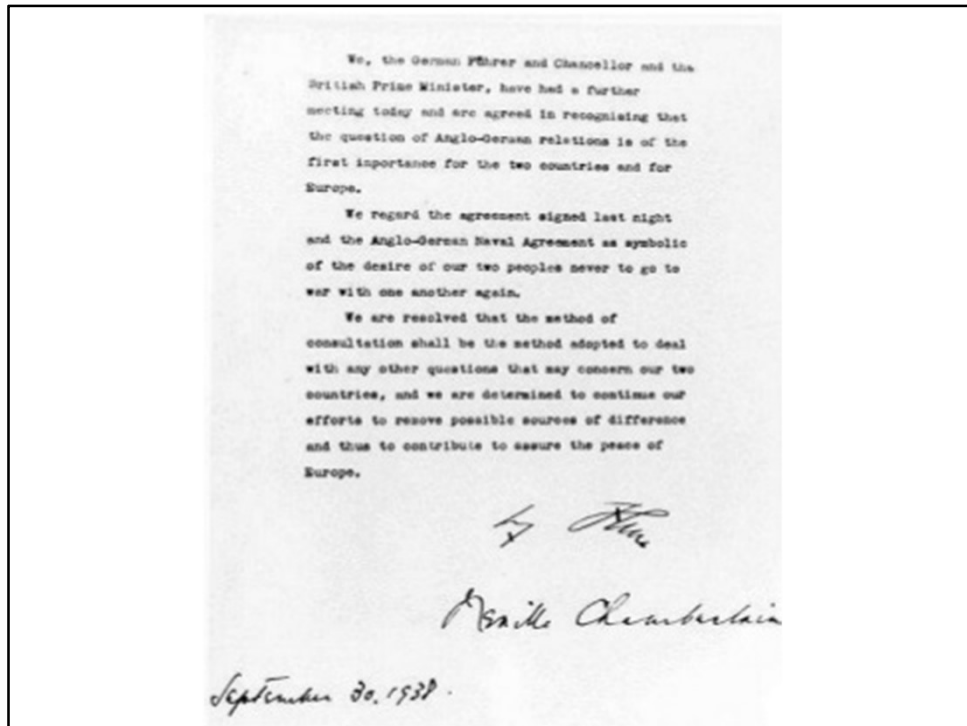 We, the German Führer and Chancellor and the
British Prime Minister, have had a further
meeting today and are agreed in recognising that
the question of Anglo-German relations is of the
first importance for the two countries and for
Europe.
We regard the agreement signed last night
and the Anglo-German Naval Agreement as symbolic
of the desire of our two peoples never to go to
war with one another again.
We are resolved that the method of
consultation shall be the method adopted to deal
with any other questions that may concern our two
countries, and we are determined to continue our
efforts to remove possible sources of difference
and thus to contribute to assure the peace of
Europe.
Neville Chamberlain
September 30, 1938.